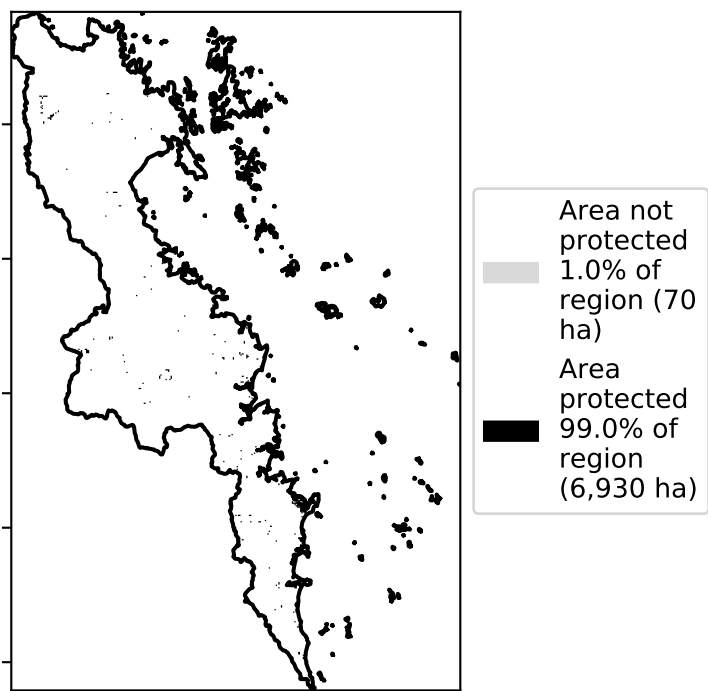 Area not
protected
1.0% of
region (70
ha)
Area
protected
99.0% of
region
(6,930 ha)